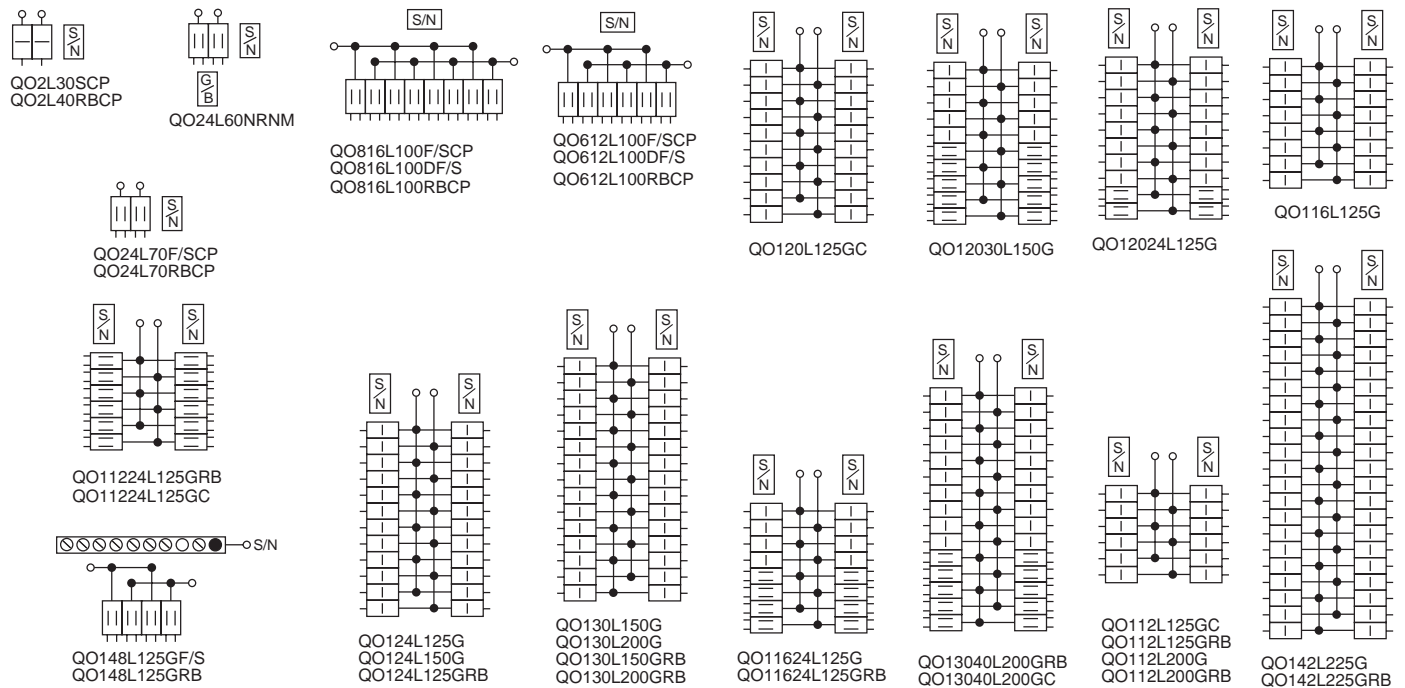 S/N
QO2L30SCP
QO2L40RBCP
S/N
G/B
QO24L60NRNM
S/N
QO816L100F/SCP
QO816L100DF/S
QO816L100RBCP
S/N
QO612L100F/SCP
QO612L100DF/S
QO612L100RBCP
S/N S/N
QO120L125GC
S/N S/N
QO12030L150G
S/N S/N
QO12024L125G
S/N S/N
QO116L125G
S/N
QO24L70F/SCP
QO24L70RBCP
S/N S/N
QO11224L125GRB
QO11224L125GC
S/N
QO148L125GF/S
QO148L125GRB
S/N S/N
QO124L125G
QO124L150G
QO124L125GRB
S/N S/N
QO130L150G
QO130L200G
QO130L150GRB
QO130L200GRB
S/N S/N
QO11624L125G
QO11624L125GRB
S/N S/N
QO13040L200GRB
QO13040L200GC
S/N S/N
QO112L125GC
QO112L125GRB
QO112L200G
QO112L200GRB
S/N S/N
QO142L225G
QO142L225GRB